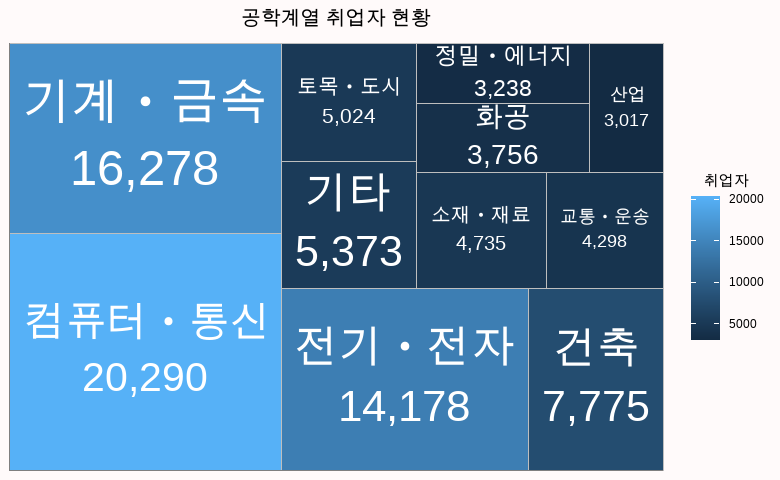 공학계열 취업자 현황
기계・금속
16,278
토목・도시
5,024
정밀・에너지
3,238
산업
3,017
화공
3,756
기타
5,373
소재・재료
4,735
교통・운송
4,298
컴퓨터・통신
20,290
전기・전자
14,178
건축
7,775
취업자
20000
15000
10000
5000